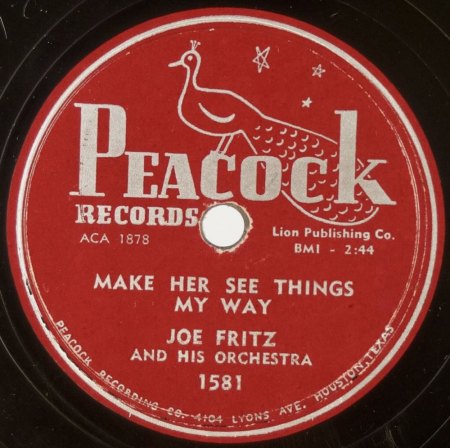 PEACOCK
RECORDS
ACA 1878
Lion Publishing Co.
BMI - 2:44
MAKE HER SEE THINGS
MY WAY
JOE FRITZ
AND HIS ORCHESTRA
1581
PEACOCK RECORDING CO. 4104 LYONS AVE. HOUSTON, TEXAS